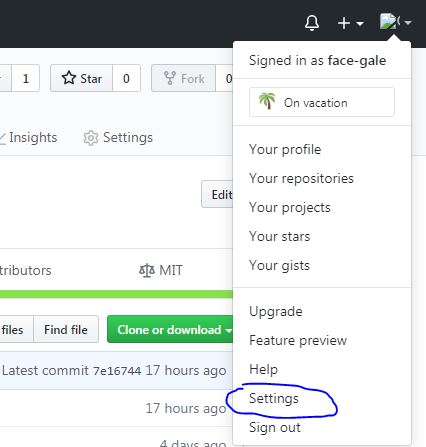 1
Star
0
Fork
0
Signed in as face-gale
On vacation
Insights
Settings
Your profile
Your repositories
Edit
Your projects
Your stars
Your gists
MIT
Upgrade
files
Find file
Clone or download
Feature preview
Latest commit 7e16744 17 hours ago
Help
Settings
17 hours ago
Sign out
4 days ago